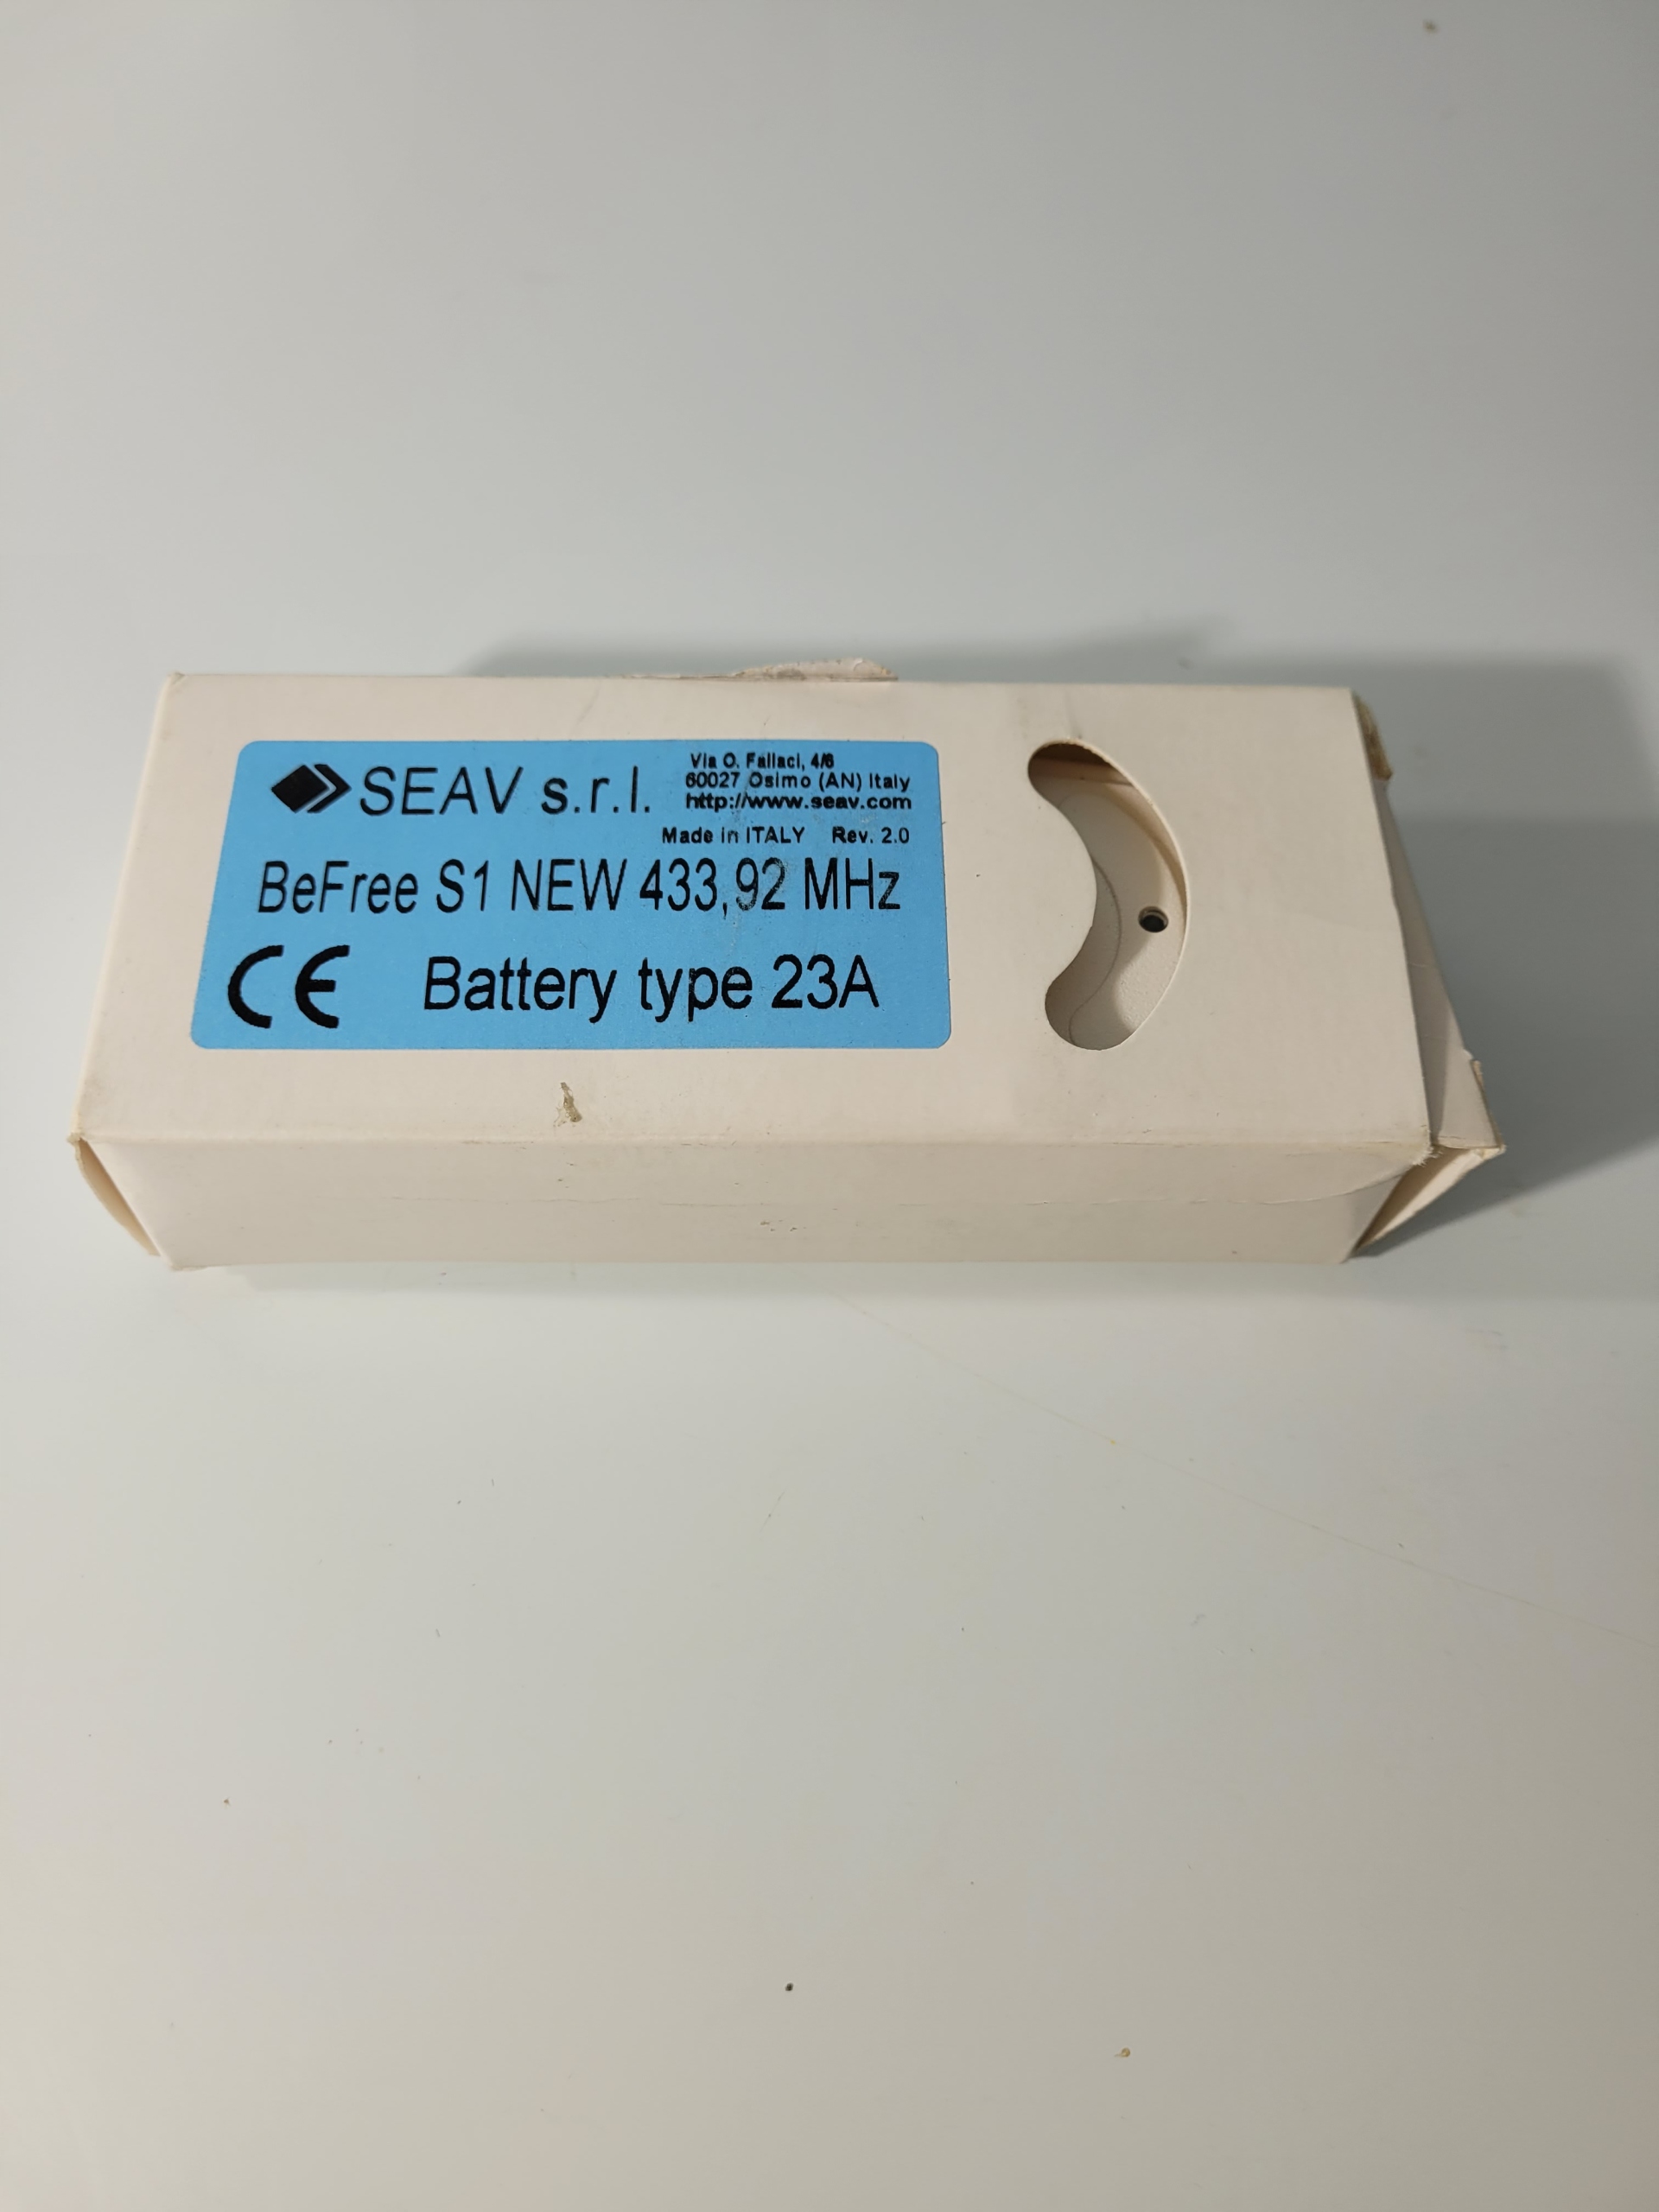 SEAV s.r.l.
Via O. Fallaci, 4/6
60027 Osimo (AN) Italy
http://www.seav.com
Made in ITALY Rev. 2.0
BeFree S1 NEW 433,92 MHz
CE Battery type 23A